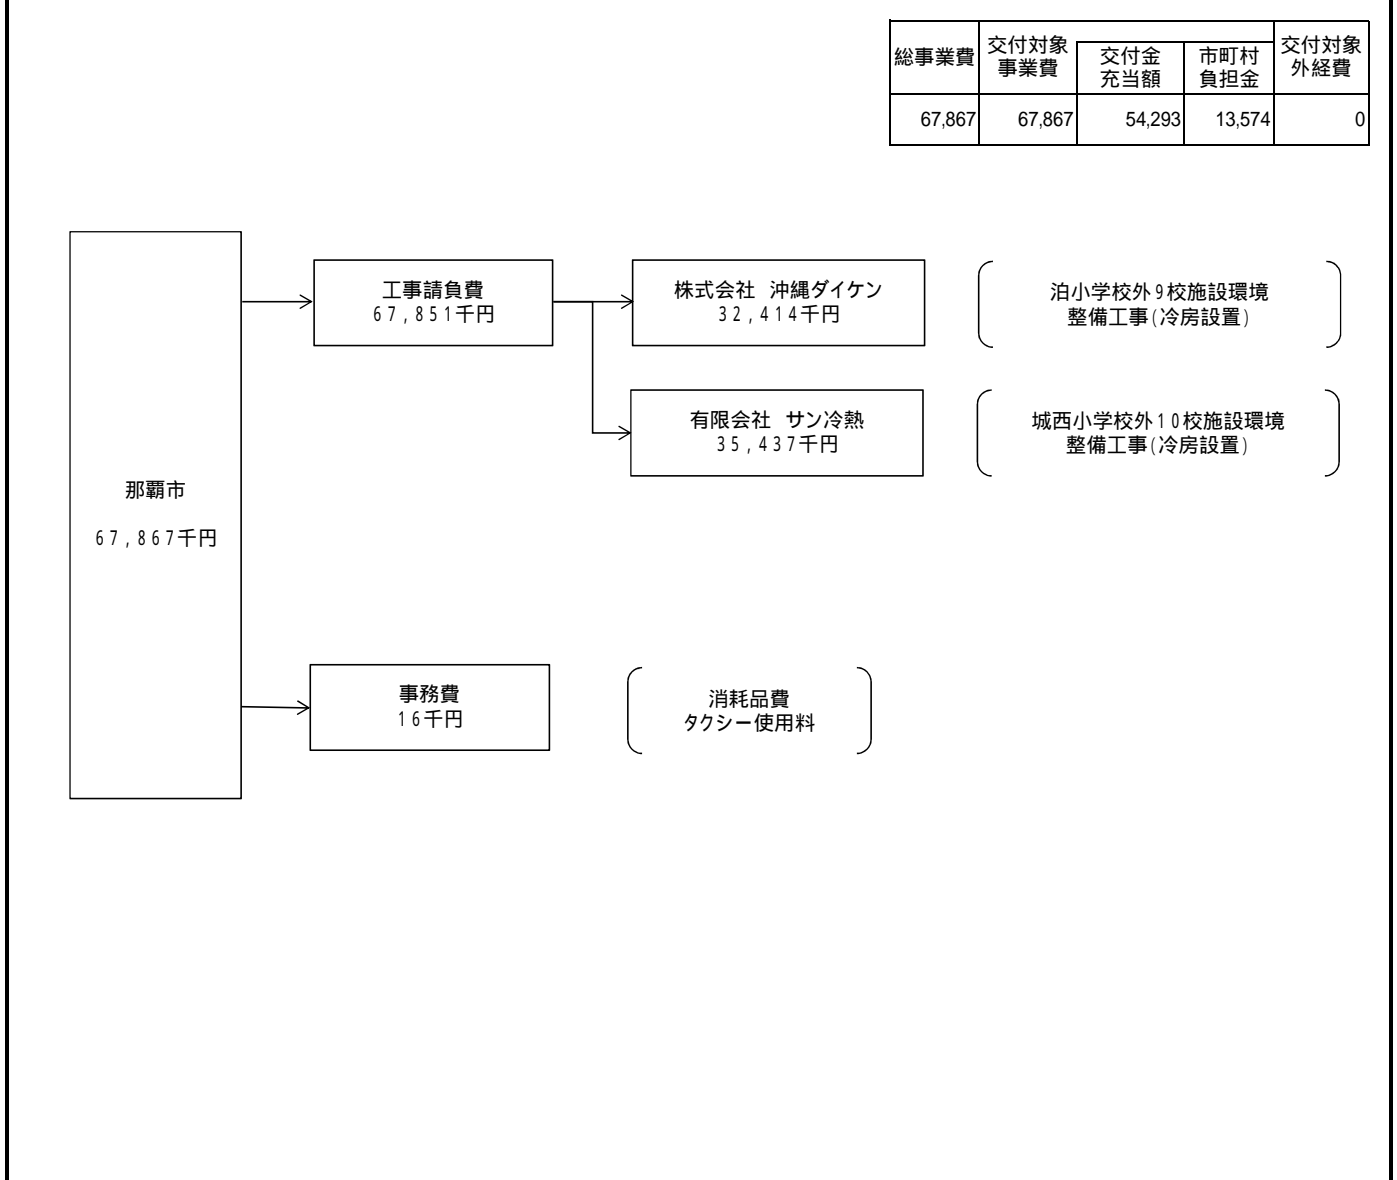 総事業費
交付対象
事業費
交付金
充当額
市町村
負担金
交付対象
外経費
67,867 67,867 54,293 13,574 0
工事請負費
67,851千円
株式会社 沖縄ダイケン
32,414千円
泊小学校外9校施設環境
整備工事(冷房設置)
有限会社 サン冷熱
35,437千円
城西小学校外10校施設環境
整備工事(冷房設置)
那覇市
67,867千円
事務費
16千円
消耗品費
タクシー使用料